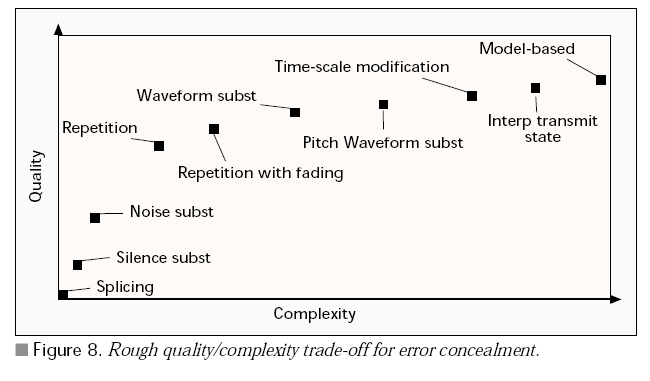 Model-based
Time-scale modification
Waveform subst
Interp transmit
state
Repetition
Pitch Waveform subst
Repetition with fading
Quality
Noise subst
Silence subst
Splicing
Complexity
Figure 8. Rough quality/complexity trade-off for error concealment.